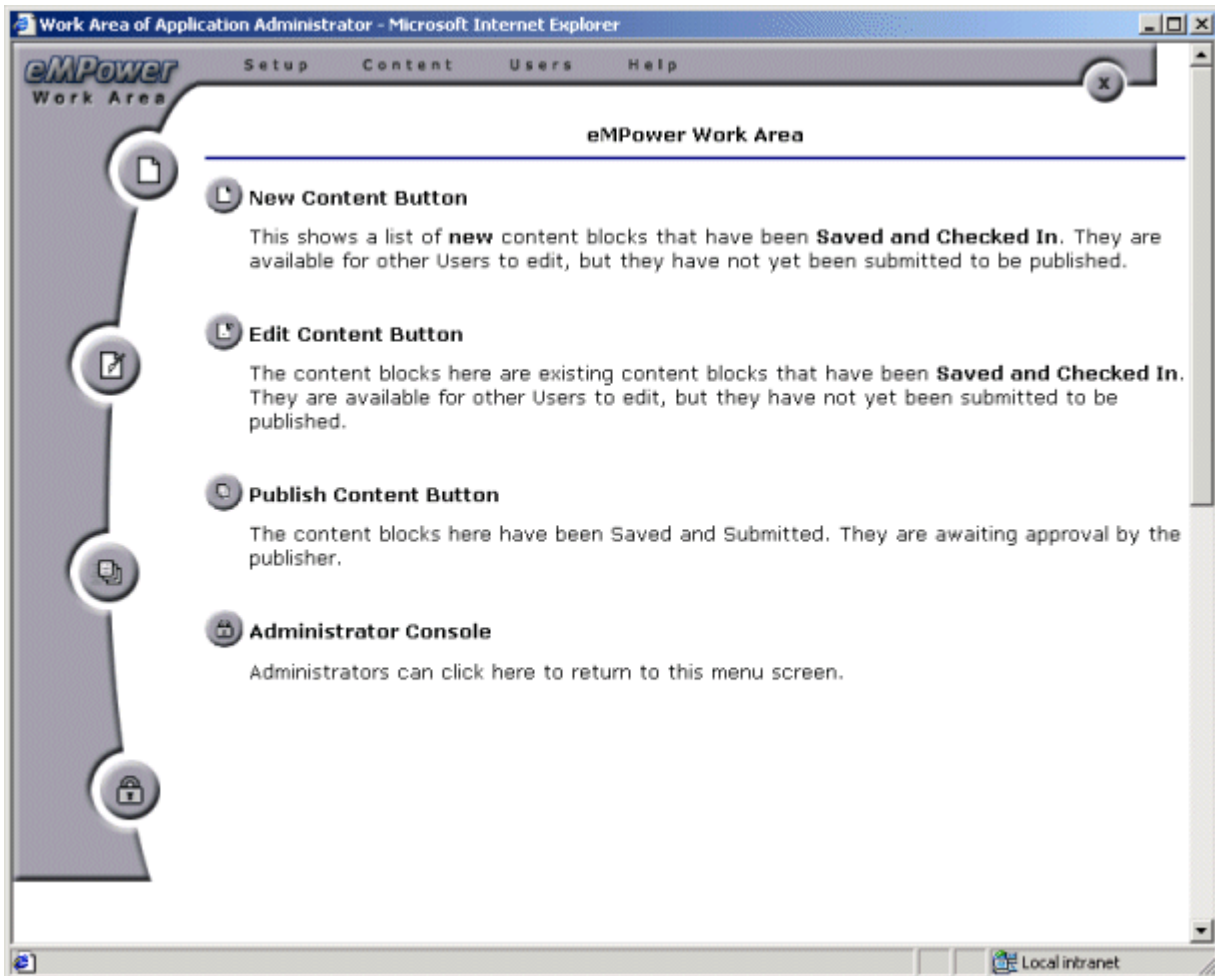 Work Area of Application Administrator - Microsoft Internet Explorer
eMPower
Work Area
Setup Content Users Help
X
eMPower Work Area
New Content Button
This shows a list of new content blocks that have been Saved and Checked In. They are
available for other Users to edit, but they have not yet been submitted to be published.
Edit Content Button
The content blocks here are existing content blocks that have been Saved and Checked In.
They are available for other Users to edit, but they have not yet been submitted to be
published.
Publish Content Button
The content blocks here have been Saved and Submitted. They are awaiting approval by the
publisher.
Administrator Console
Administrators can click here to return to this menu screen.
Local intranet